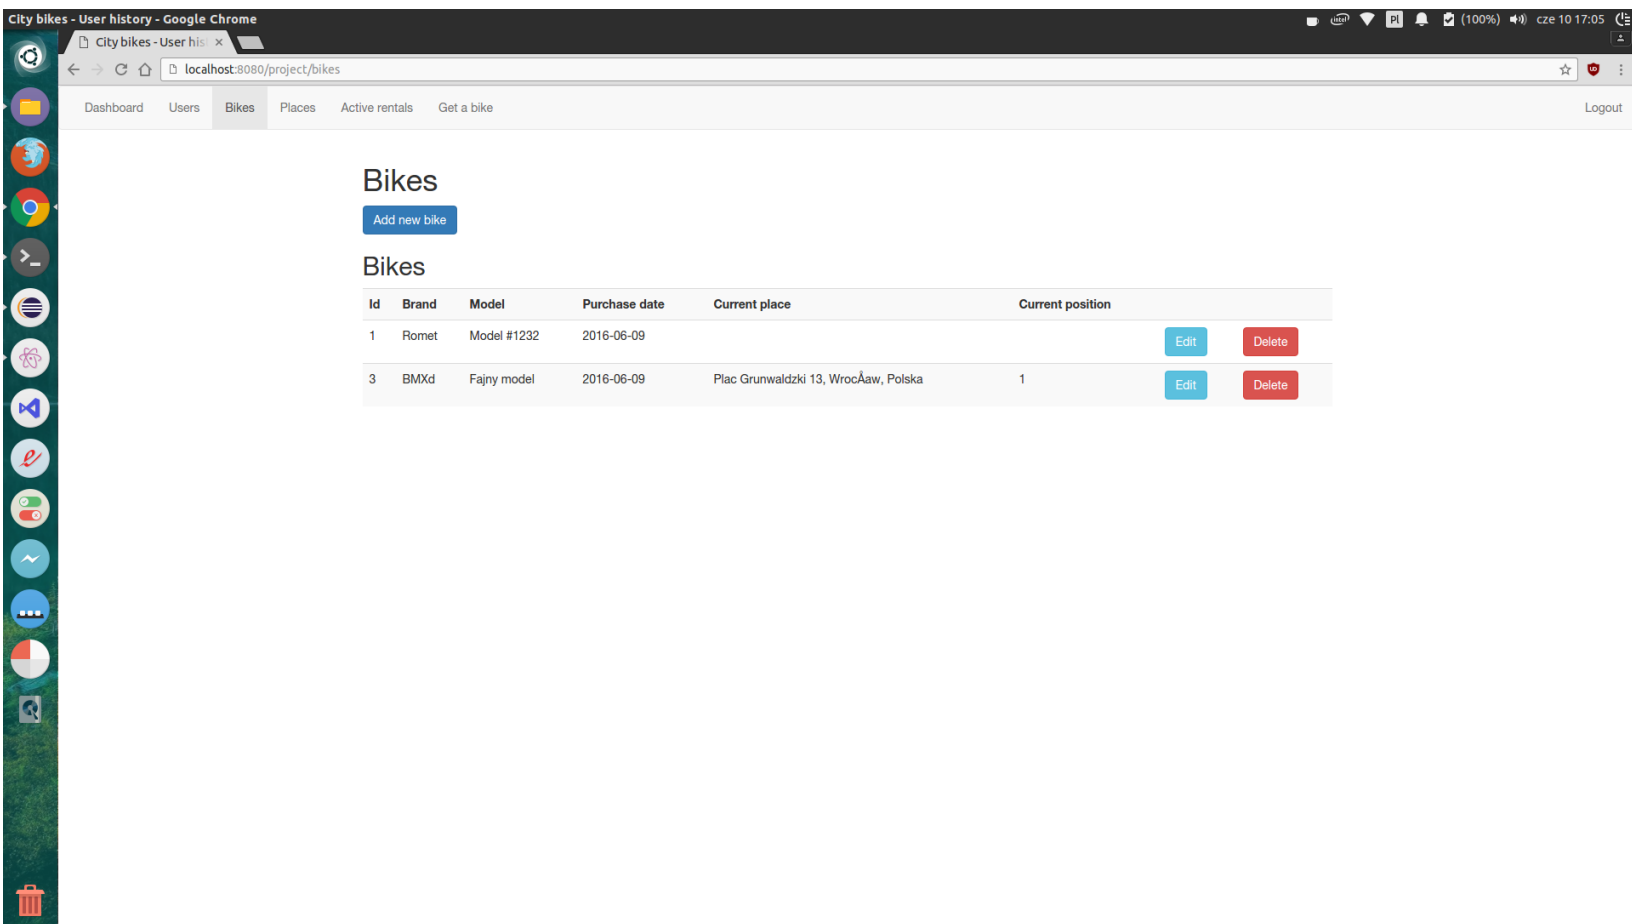 City bikes - User history - Google Chrome
Pl (100%) cze 10 17:05
City bikes - User his
localhost:8080/project/bikes
Dashboard Users Bikes Places Active rentals Get a bike Logout
Bikes
Add new bike
Bikes
Id Brand Model Purchase date Current place Current position
1 Romet Model #1232 2016-06-09 Edit Delete
3 BMXd Fajny model 2016-06-09 Plac Grunwaldzki 13, WrocÅaw, Polska 1 Edit Delete